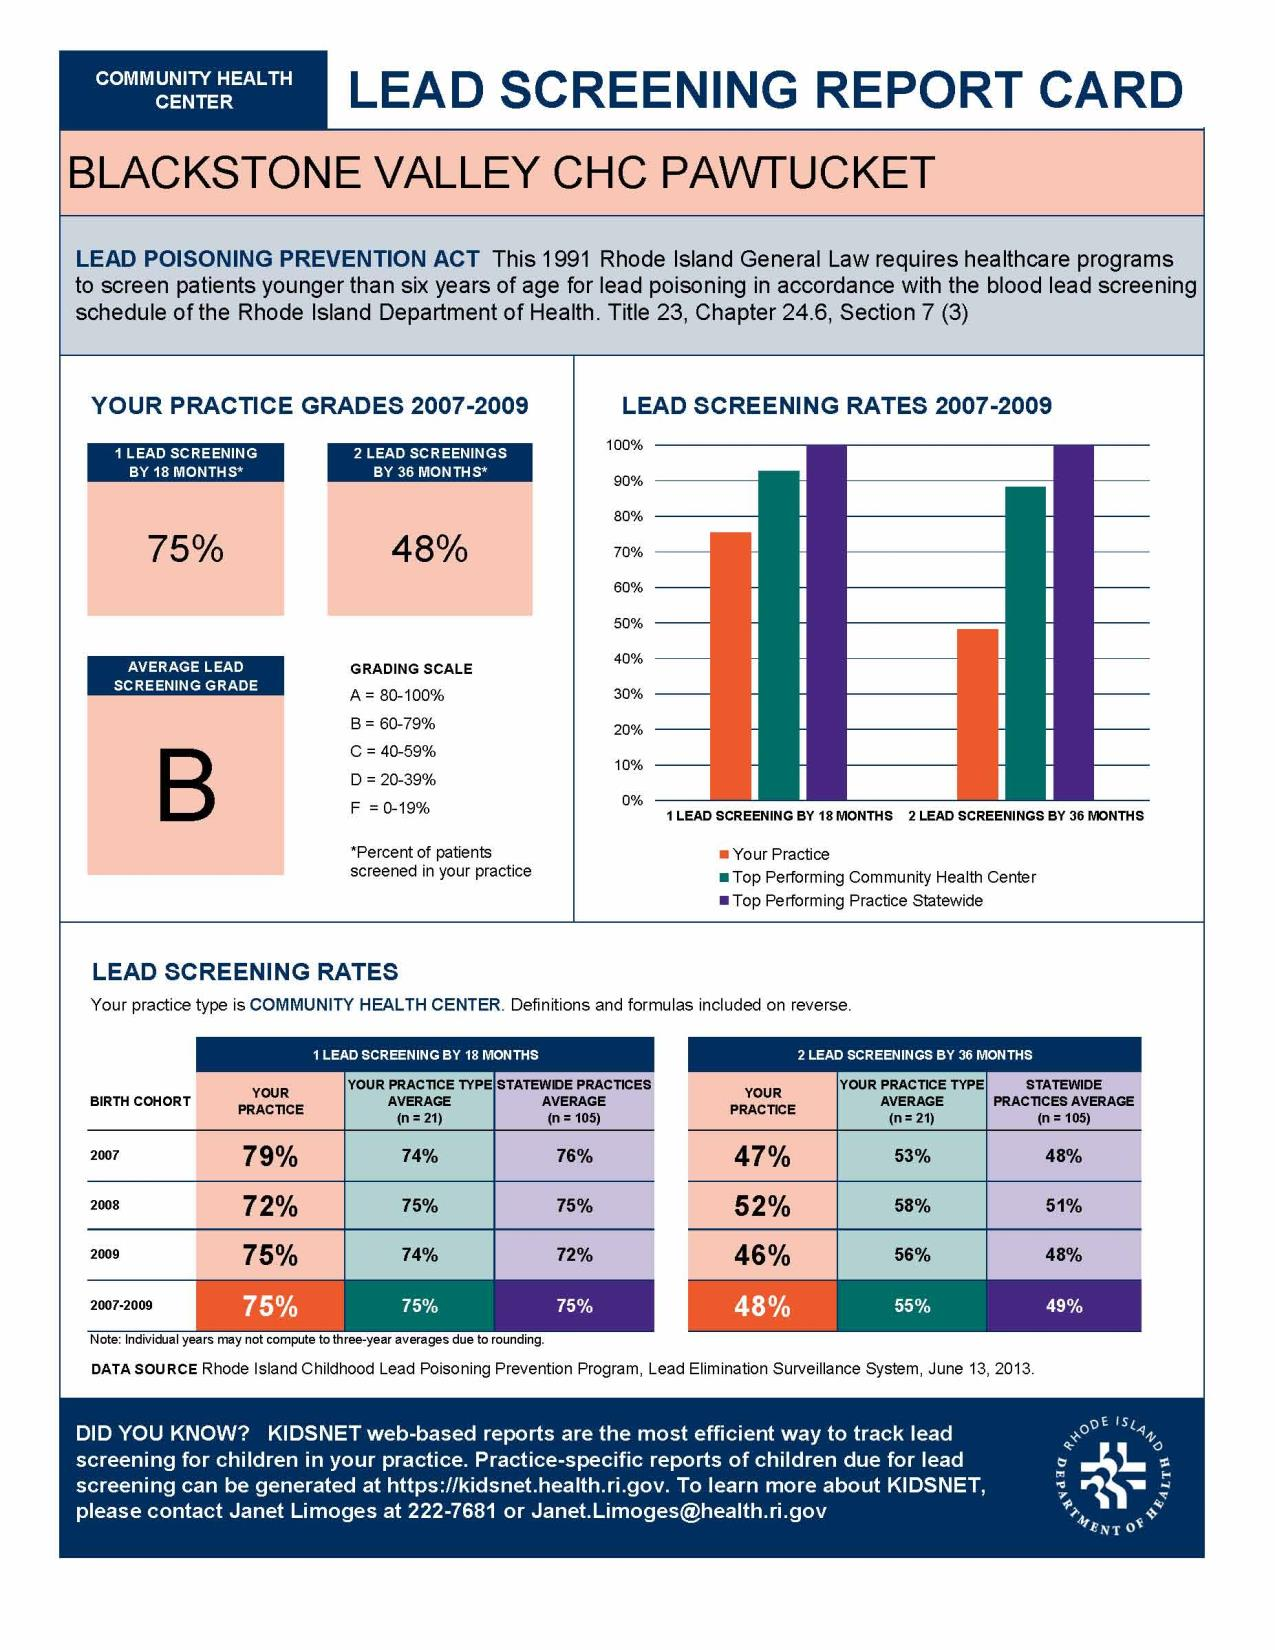 COMMUNITY HEALTH
CENTER
LEAD SCREENING REPORT CARD
BLACKSTONE VALLEY CHC PAWTUCKET
LEAD POISONING PREVENTION ACT This 1991 Rhode Island General Law requires healthcare programs
to screen patients younger than six years of age for lead poisoning in accordance with the blood lead screening
schedule of the Rhode Island Department of Health. Title 23, Chapter 24.6, Section 7 (3)
YOUR PRACTICE GRADES 2007-2009
1 LEAD SCREENING
BY 18 MONTHS*
75%
2 LEAD SCREENINGS
BY 36 MONTHS*
48%
AVERAGE LEAD
SCREENING GRADE
B
GRADING SCALE
A = 80-100%
B = 60-79%
C = 40-59%
D = 20-39%
F = 0-19%
*Percent of patients
screened in your practice
LEAD SCREENING RATES 2007-2009
100%
90%
80%
70%
60%
50%
40%
30%
20%
10%
0%
1 LEAD SCREENING BY 18 MONTHS 2 LEAD SCREENINGS BY 36 MONTHS
Your Practice
Top Performing Community Health Center
Top Performing Practice Statewide
LEAD SCREENING RATES
Your practice type is COMMUNITY HEALTH CENTER. Definitions and formulas included on reverse.
1 LEAD SCREENING BY 18 MONTHS 2 LEAD SCREENINGS BY 36 MONTHS
BIRTH COHORT
YOUR
PRACTICE
YOUR PRACTICE TYPE
AVERAGE
(n = 21)
STATEWIDE PRACTICES
AVERAGE
(n = 105)
YOUR
PRACTICE
YOUR PRACTICE TYPE
AVERAGE
(n = 21)
STATEWIDE
PRACTICES AVERAGE
(n = 105)
2007 79% 74% 76% 47% 53% 48%
2008 72% 75% 75% 52% 58% 51%
2009 75% 74% 72% 46% 56% 48%
2007-2009 75% 75% 75% 48% 55% 49%
Note: Individual years may not compute to three-year averages due to rounding.
DATA SOURCE Rhode Island Childhood Lead Poisoning Prevention Program, Lead Elimination Surveillance System, June 13, 2013.
DID YOU KNOW? KIDSNET web-based reports are the most efficient way to track lead
screening for children in your practice. Practice-specific reports of children due for lead
screening can be generated at https://kidsnet.health.ri.gov. To learn more about KIDSNET,
please contact Janet Limoges at 222-7681 or Janet.Limoges@health.ri.gov
RHODE ISLAND
DEPARTMENT OF HEALTH